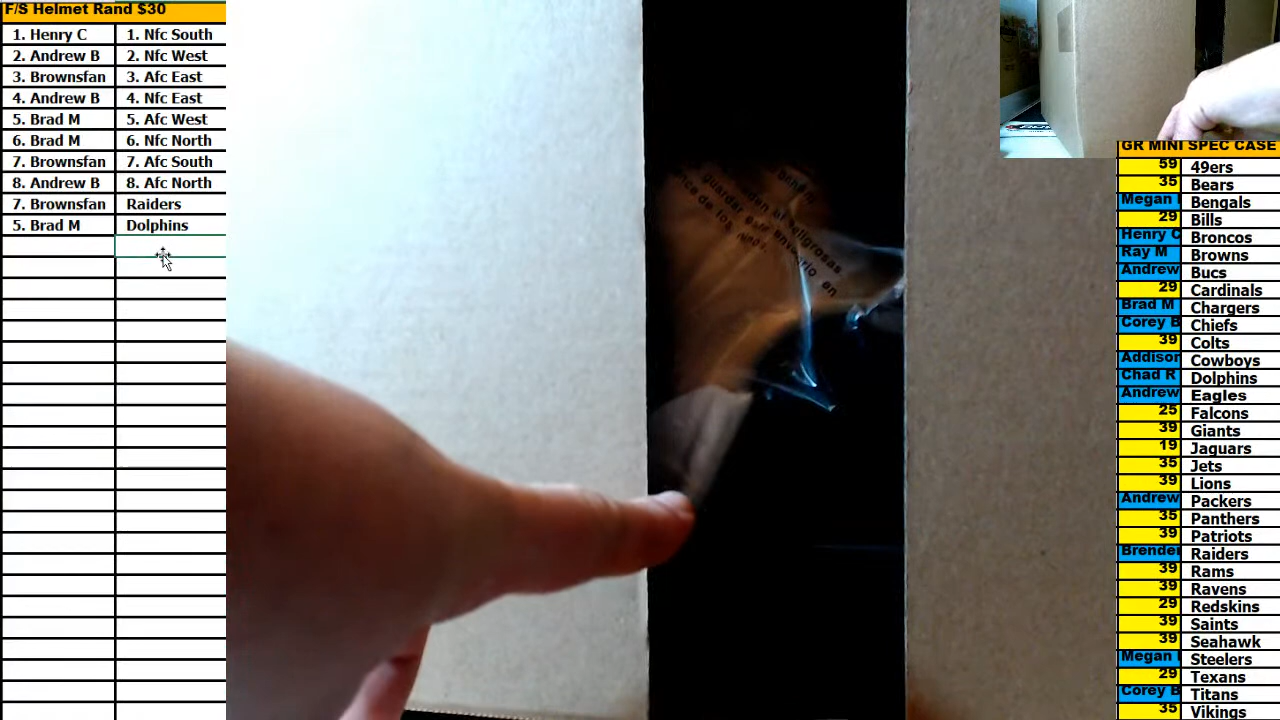 F/S Helmet Rand $30
1. Henry C 1. Nfc South
2. Andrew B 2. Nfc West
3. Brownsfan 3. Afc East
4. Andrew B 4. Nfc East
5. Brad M 5. Afc West
6. Brad M 6. Nfc North
7. Brownsfan 7. Afc South
8. Andrew B 8. Afc North
7. Brownsfan Raiders
5. Brad M Dolphins
GR MINI SPEC CASE
59 49ers
35 Bears
Megan Bengals
29 Bills
Henry C Broncos
Ray M Browns
Andrew Bucs
29 Cardinals
Brad M Chargers
Corey B Chiefs
39 Colts
Addison Cowboys
Chad R Dolphins
Andrew Eagles
25 Falcons
39 Giants
19 Jaguars
35 Jets
39 Lions
Andrew Packers
35 Panthers
39 Patriots
Brender Raiders
39 Rams
39 Ravens
29 Redskins
39 Saints
39 Seahawk
Megan Steelers
29 Texans
Corey B Titans
35 Vikings